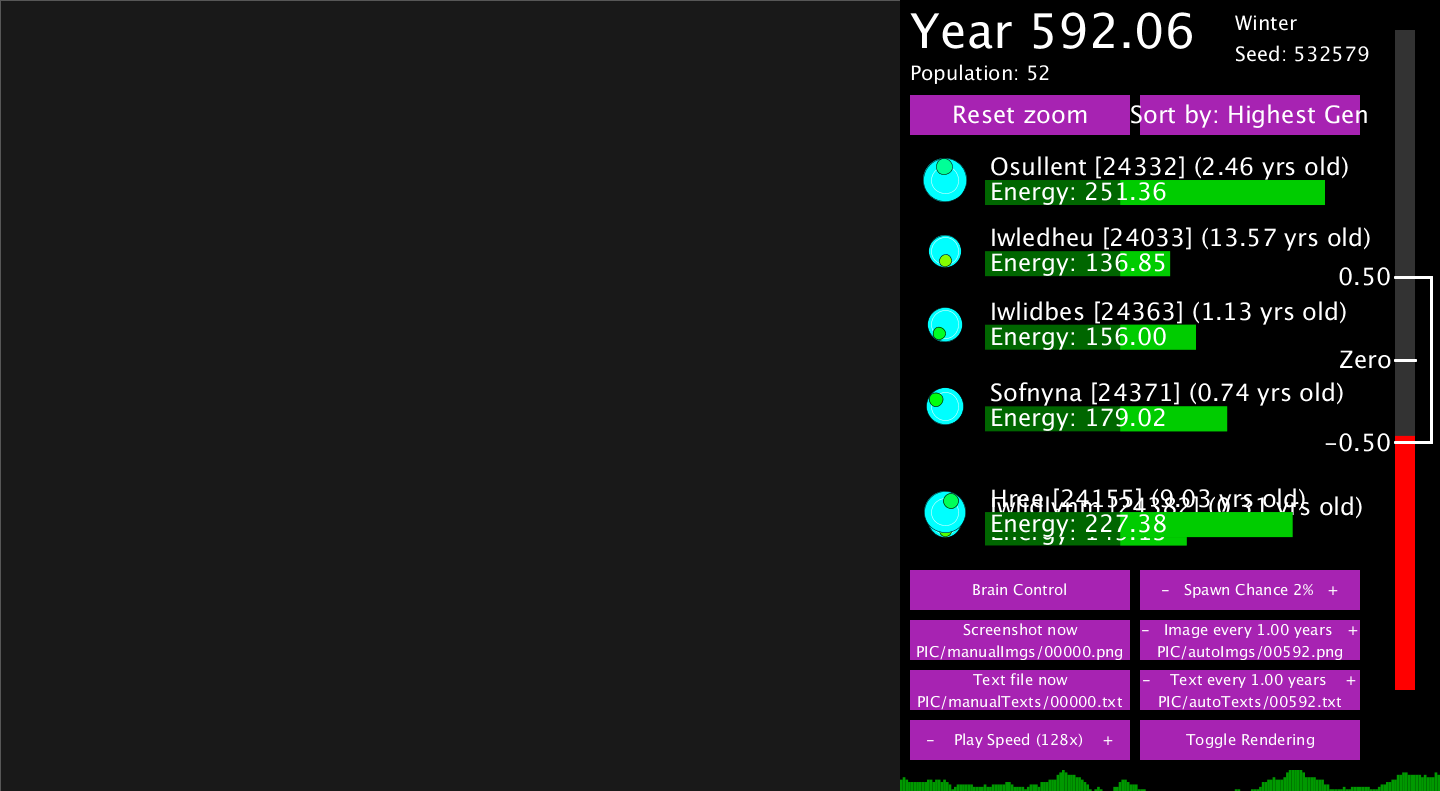 Year 592.06
Winter
Seed: 532579
Population: 52
Reset zoom
Sort by: Highest Gen
Osullent [24332] (2.46 yrs old)
Energy: 251.36
Iwledheu [24033] (13.57 yrs old)
Energy: 136.85
0.50
Iwlidbes [24363] (1.13 yrs old)
Energy: 156.00
Zero
Sofnyna [24371] (0.74 yrs old)
Energy: 179.02
-0.50
Hree [24155] (9.03 yrs old)
[24382] (0.31 yrs old)
Energy: 227.38
Energy:
Brain Control
- Spawn Chance 2% +
Screenshot now
PIC/manualImgs/00000.png
- Image every 1.00 years +
PIC/autoImgs/00592.png
Text file now
PIC/manualTexts/00000.txt
- Text every 1.00 years +
PIC/autoTexts/00592.txt
- Play Speed (128x) +
Toggle Rendering